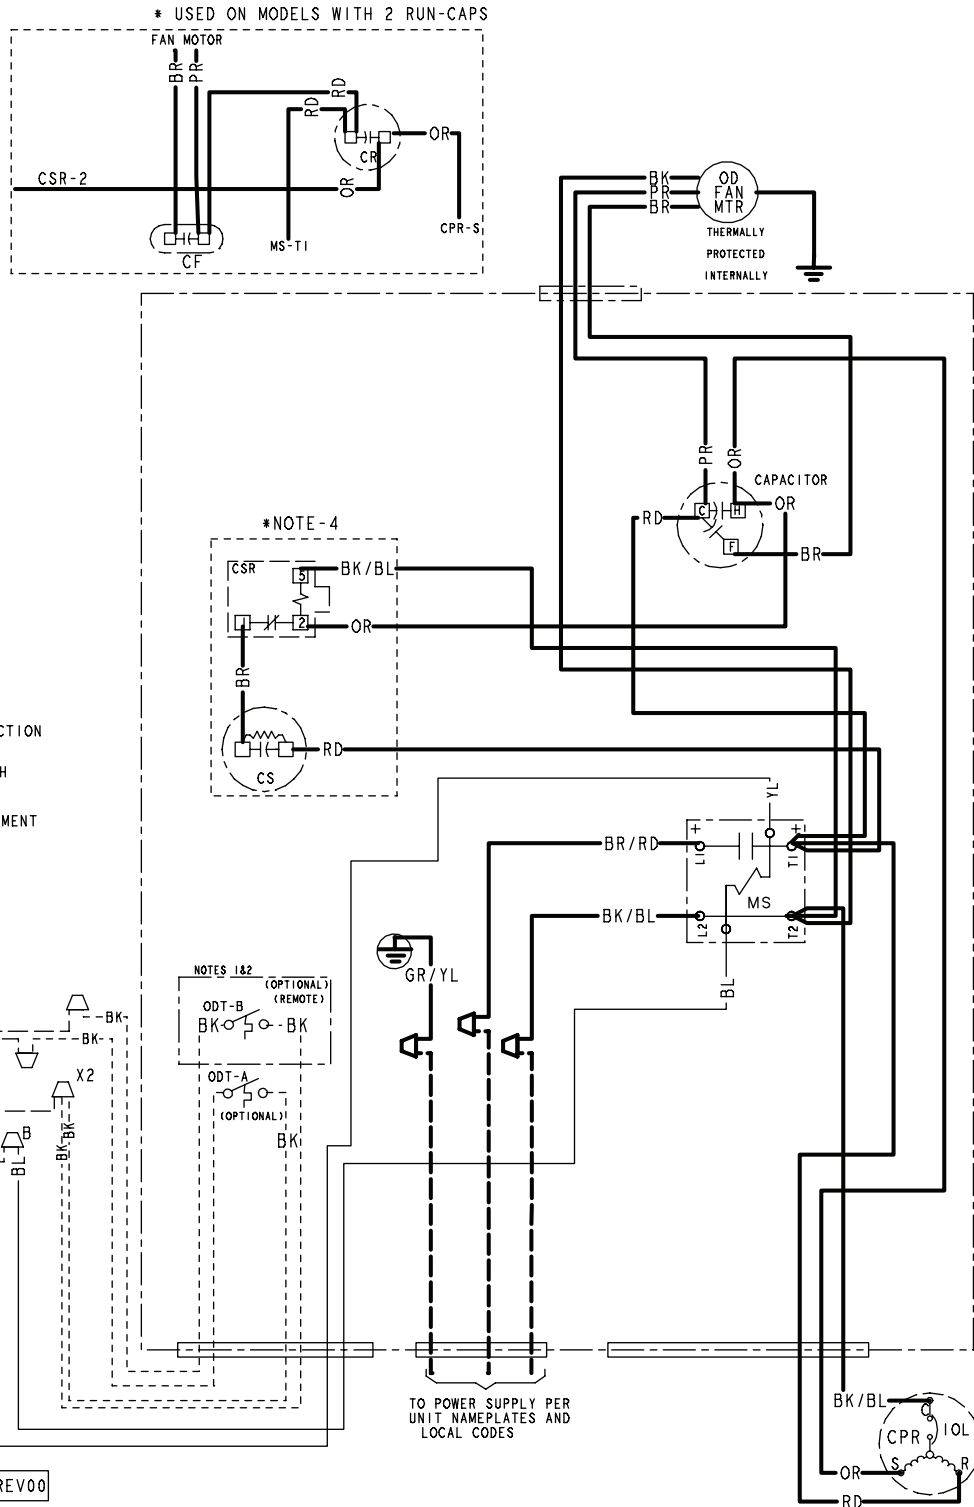 * USED ON MODELS WITH 2 RUN-CAPS
FAN MOTOR
BR
PR
RD
RD
CR
OR
CSR-2
OR
MS-T1
CPR-S
CF
BK
PR
BR
OD
FAN
MTR
THERMALLY
PROTECTED
INTERNALLY
PR
OR
CAPACITOR
C
H
OR
RD
F
BR
*NOTE-4
CSR
5
BK/BL
2
OR
BR
RD
CS
CTION
H
MENT
YL
+
+
BR/RD
L1
T1
MS
BK/BL
L2
T2
GR/YL
BL
NOTES 1&2
(OPTIONAL)
(REMOTE)
ODT-B
BK
BK
BK
BK
X2
ODT-A
(OPTIONAL)
BK
BK
BK
B
BL
TO POWER SUPPLY PER
UNIT NAMEPLATES AND
LOCAL CODES
BK/BL
C
IOL
CPR
S
R
OR
RD
REV00